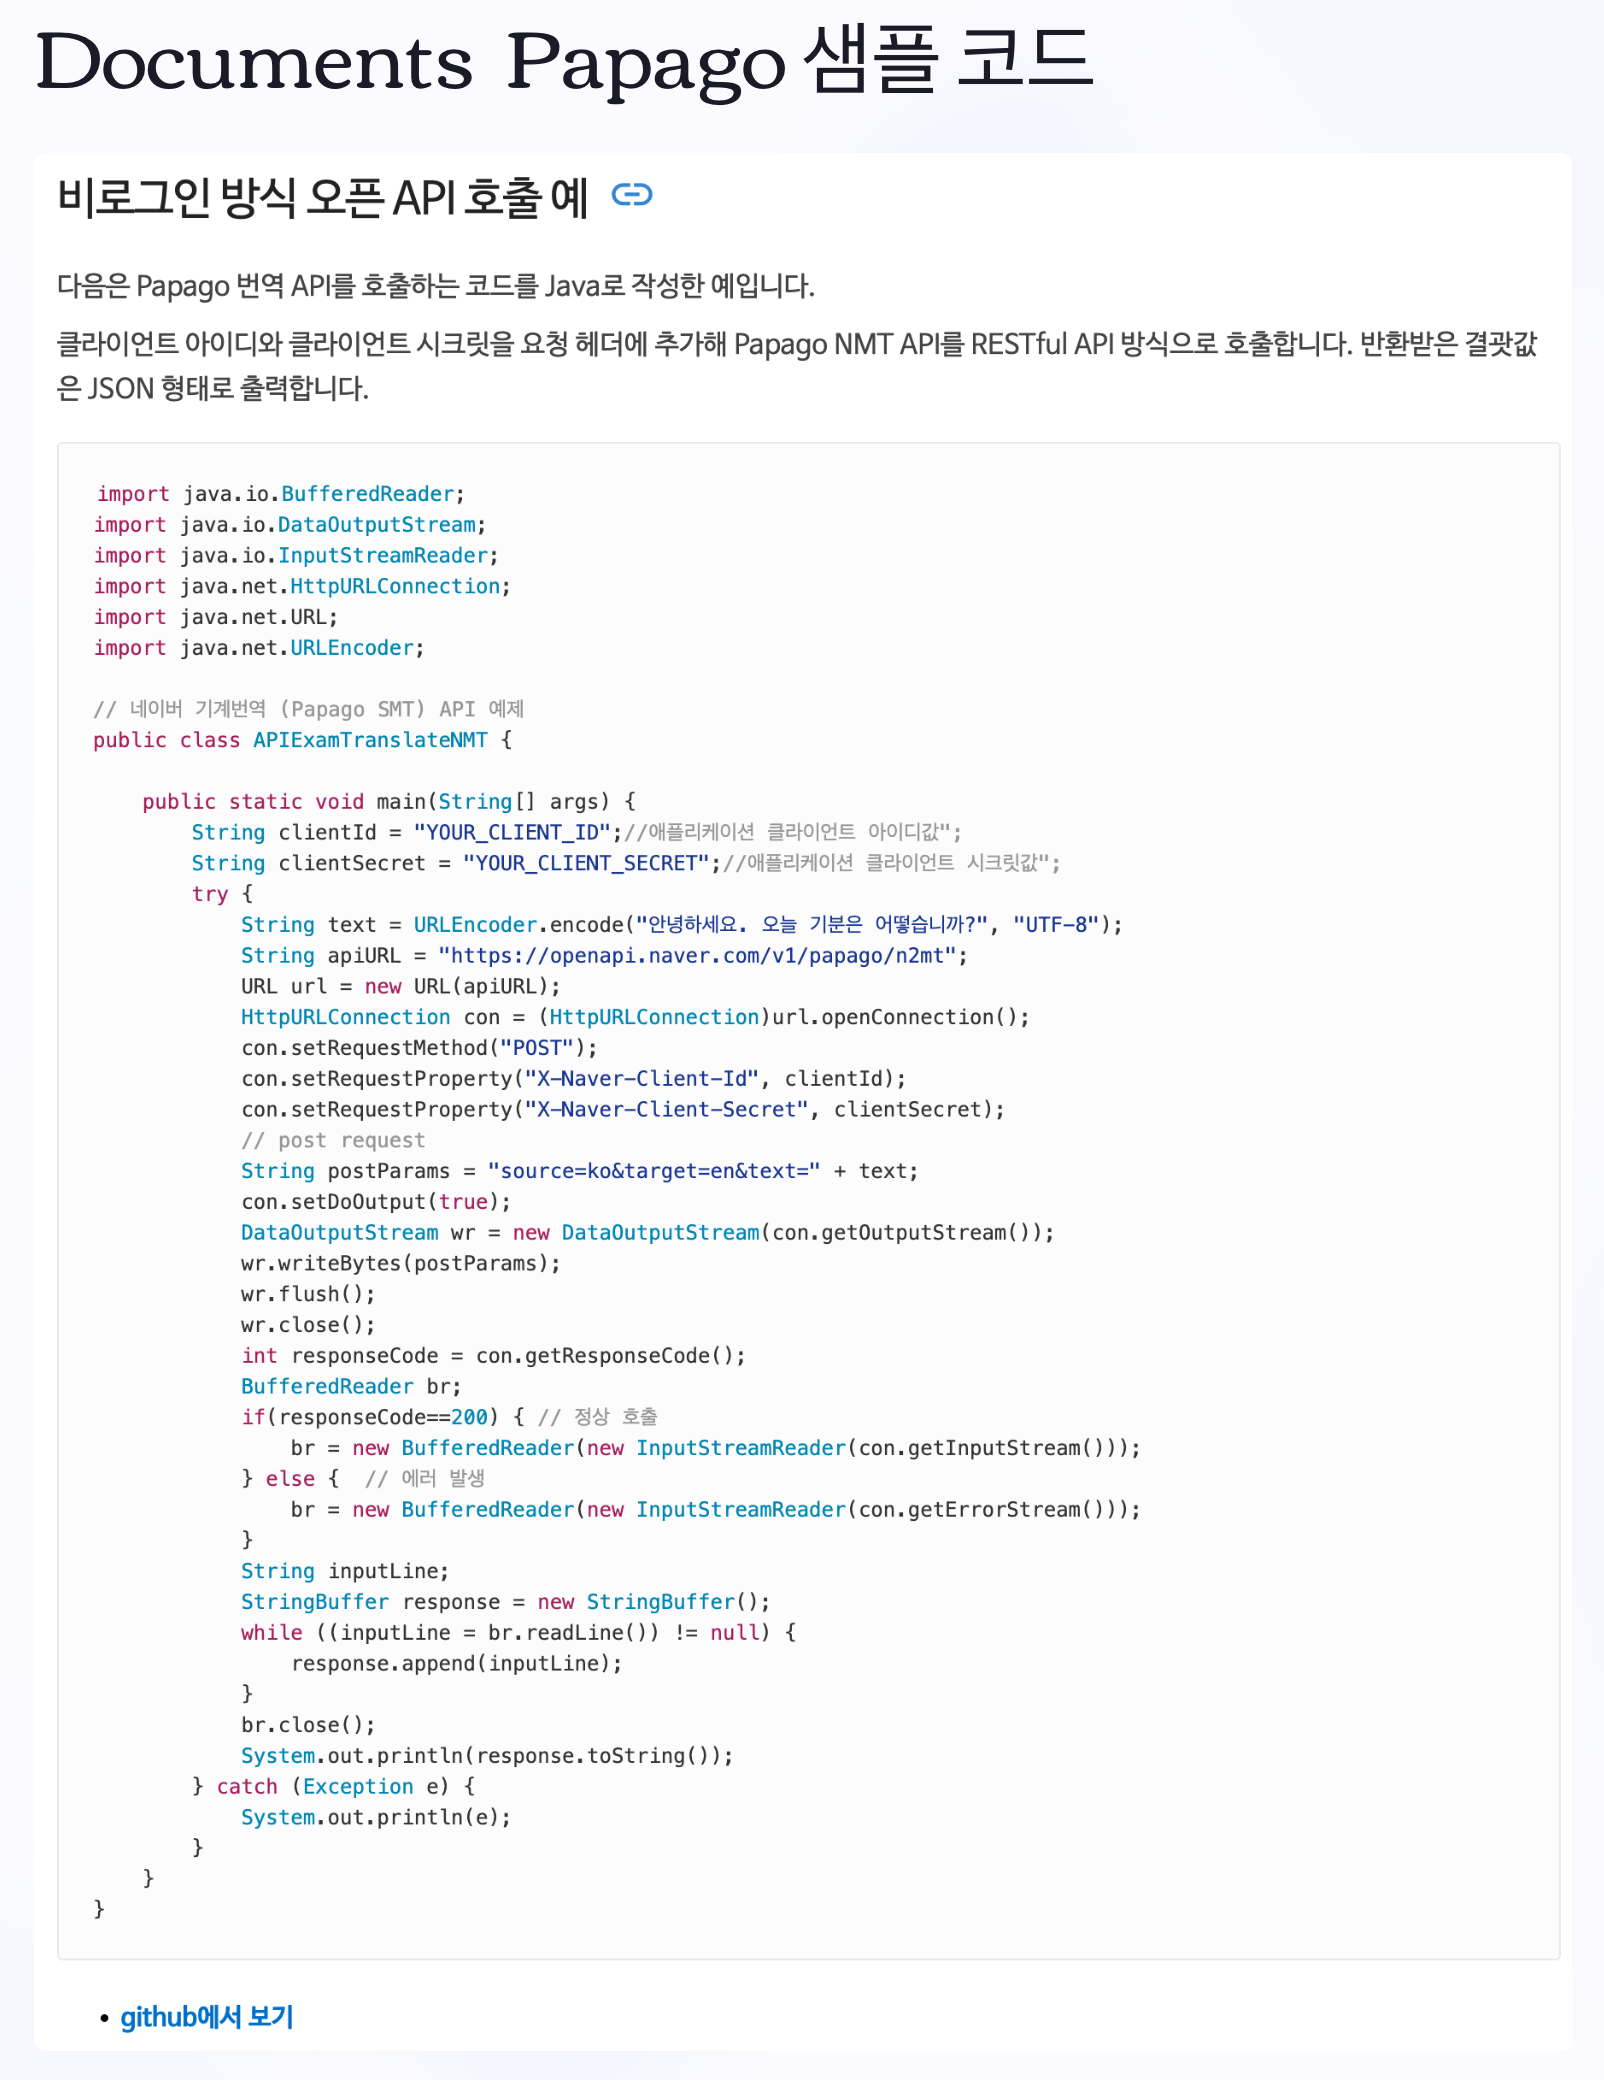 Documents Papago 샘플 코드
비로그인 방식 오픈 API 호출 예
다음은 Papago 번역 API를 호출하는 코드를 Java로 작성한 예입니다.
클라이언트 아이디와 클라이언트 시크릿을 요청 헤더에 추가해 Papago NMT API를 RESTful API 방식으로 호출합니다. 반환받은 결괏값
은 JSON 형태로 출력합니다.
import java.io.BufferedReader;
import java.io.DataOutputStream;
import java.io.InputStreamReader;
import java.net.HttpURLConnection;
import java.net.URL;
import java.net.URLEncoder;
// 네이버 기계번역 (Papago SMT) API 예제
public class APIExamTranslateNMT {
    public static void main(String[] args) {
        String clientId = "YOUR_CLIENT_ID";//애플리케이션 클라이언트 아이디값";
        String clientSecret = "YOUR_CLIENT_SECRET";//애플리케이션 클라이언트 시크릿값";
        try {
            String text = URLEncoder.encode("안녕하세요. 오늘 기분은 어떻습니까?", "UTF-8");
            String apiURL = "https://openapi.naver.com/v1/papago/n2mt";
            URL url = new URL(apiURL);
            HttpURLConnection con = (HttpURLConnection)url.openConnection();
            con.setRequestMethod("POST");
            con.setRequestProperty("X-Naver-Client-Id", clientId);
            con.setRequestProperty("X-Naver-Client-Secret", clientSecret);
            // post request
            String postParams = "source=ko&target=en&text=" + text;
            con.setDoOutput(true);
            DataOutputStream wr = new DataOutputStream(con.getOutputStream());
            wr.writeBytes(postParams);
            wr.flush();
            wr.close();
            int responseCode = con.getResponseCode();
            BufferedReader br;
            if(responseCode==200) { // 정상 호출
                br = new BufferedReader(new InputStreamReader(con.getInputStream()));
            } else {  // 에러 발생
                br = new BufferedReader(new InputStreamReader(con.getErrorStream()));
            }
            String inputLine;
            StringBuffer response = new StringBuffer();
            while ((inputLine = br.readLine()) != null) {
                response.append(inputLine);
            }
            br.close();
            System.out.println(response.toString());
        } catch (Exception e) {
            System.out.println(e);
        }
    }
}
• github에서 보기